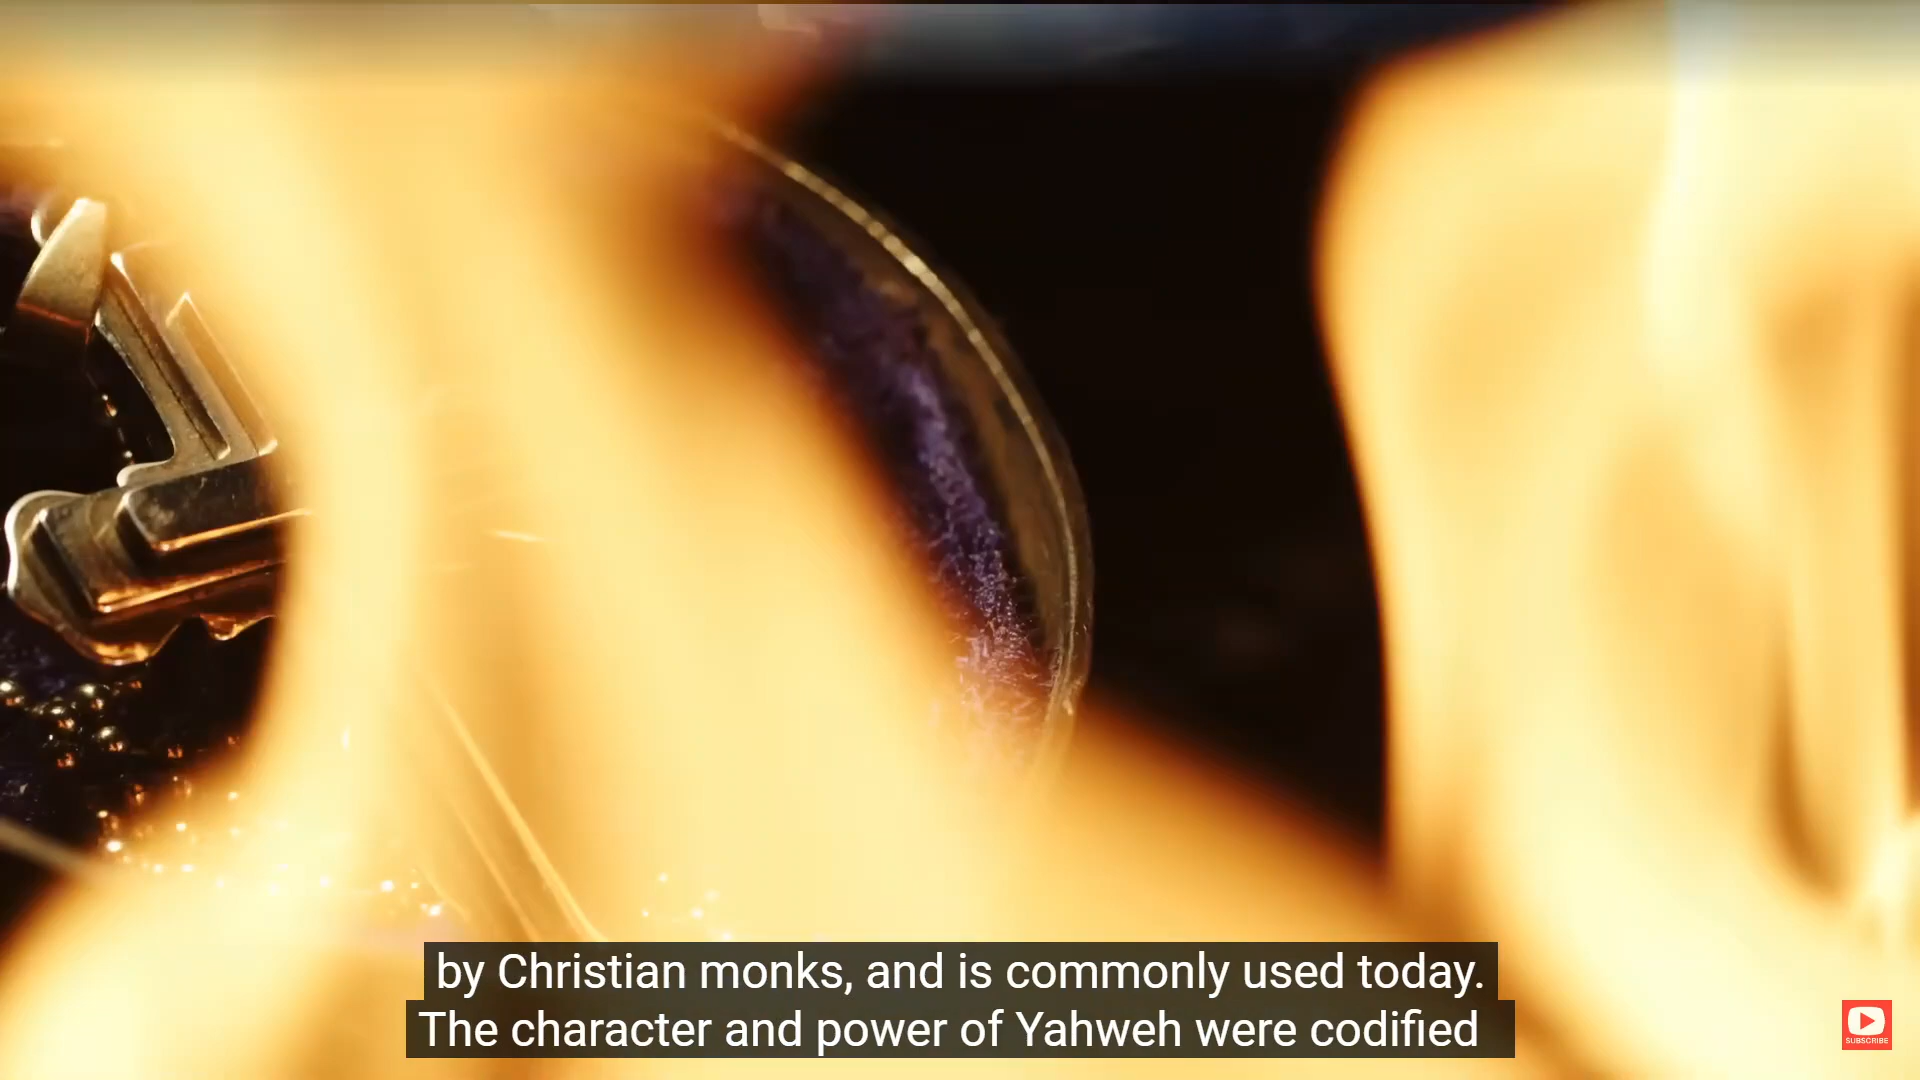 by Christian monks, and is commonly used today.
The character and power of Yahweh were codified
SUBSCRIBE